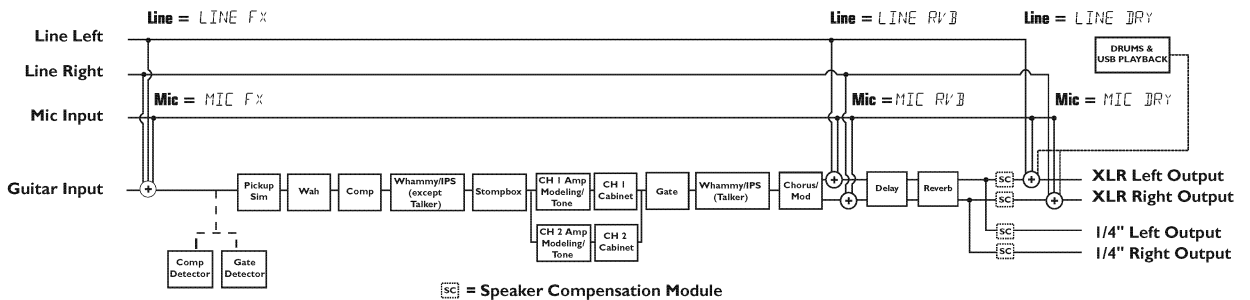 Line = LINE FX
Line = LINE RVB
Line = LINE DRY
Line Left
DRUMS &
USB PLAYBACK
Line Right
Mic = MIC FX
Mic = MIC RVB
Mic = MIC DRY
Mic Input
Guitar Input
Pickup
Sim
Wah
Comp
Whammy/IPS
(except
Talker)
Stompbox
CH 1 Amp
Modeling/
Tone
CH 1
Cabinet
Gate
Whammy/IPS
(Talker)
Chorus/
Mod
Delay
Reverb
SC
XLR Left Output
SC
XLR Right Output
CH 2 Amp
Modeling/
Tone
CH 2
Cabinet
SC
1/4" Left Output
SC
1/4" Right Output
Comp
Detector
Gate
Detector
SC = Speaker Compensation Module